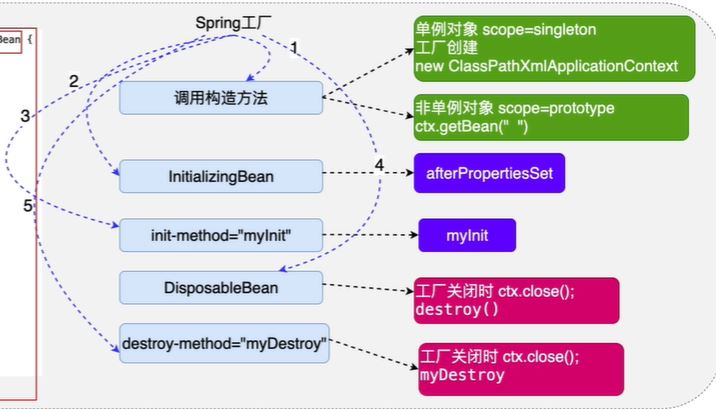 Spring工厂
Bean {
1
2
3
4
5
调用构造方法
单例对象 scope=singleton
工厂创建
new ClassPathXmlApplicationContext
非单例对象 scope=prototype
ctx.getBean(" ")
InitializingBean
afterPropertiesSet
init-method="myInit"
myInit
DisposableBean
工厂关闭时 ctx.close();
destroy()
destroy-method="myDestroy"
工厂关闭时 ctx.close();
myDestroy